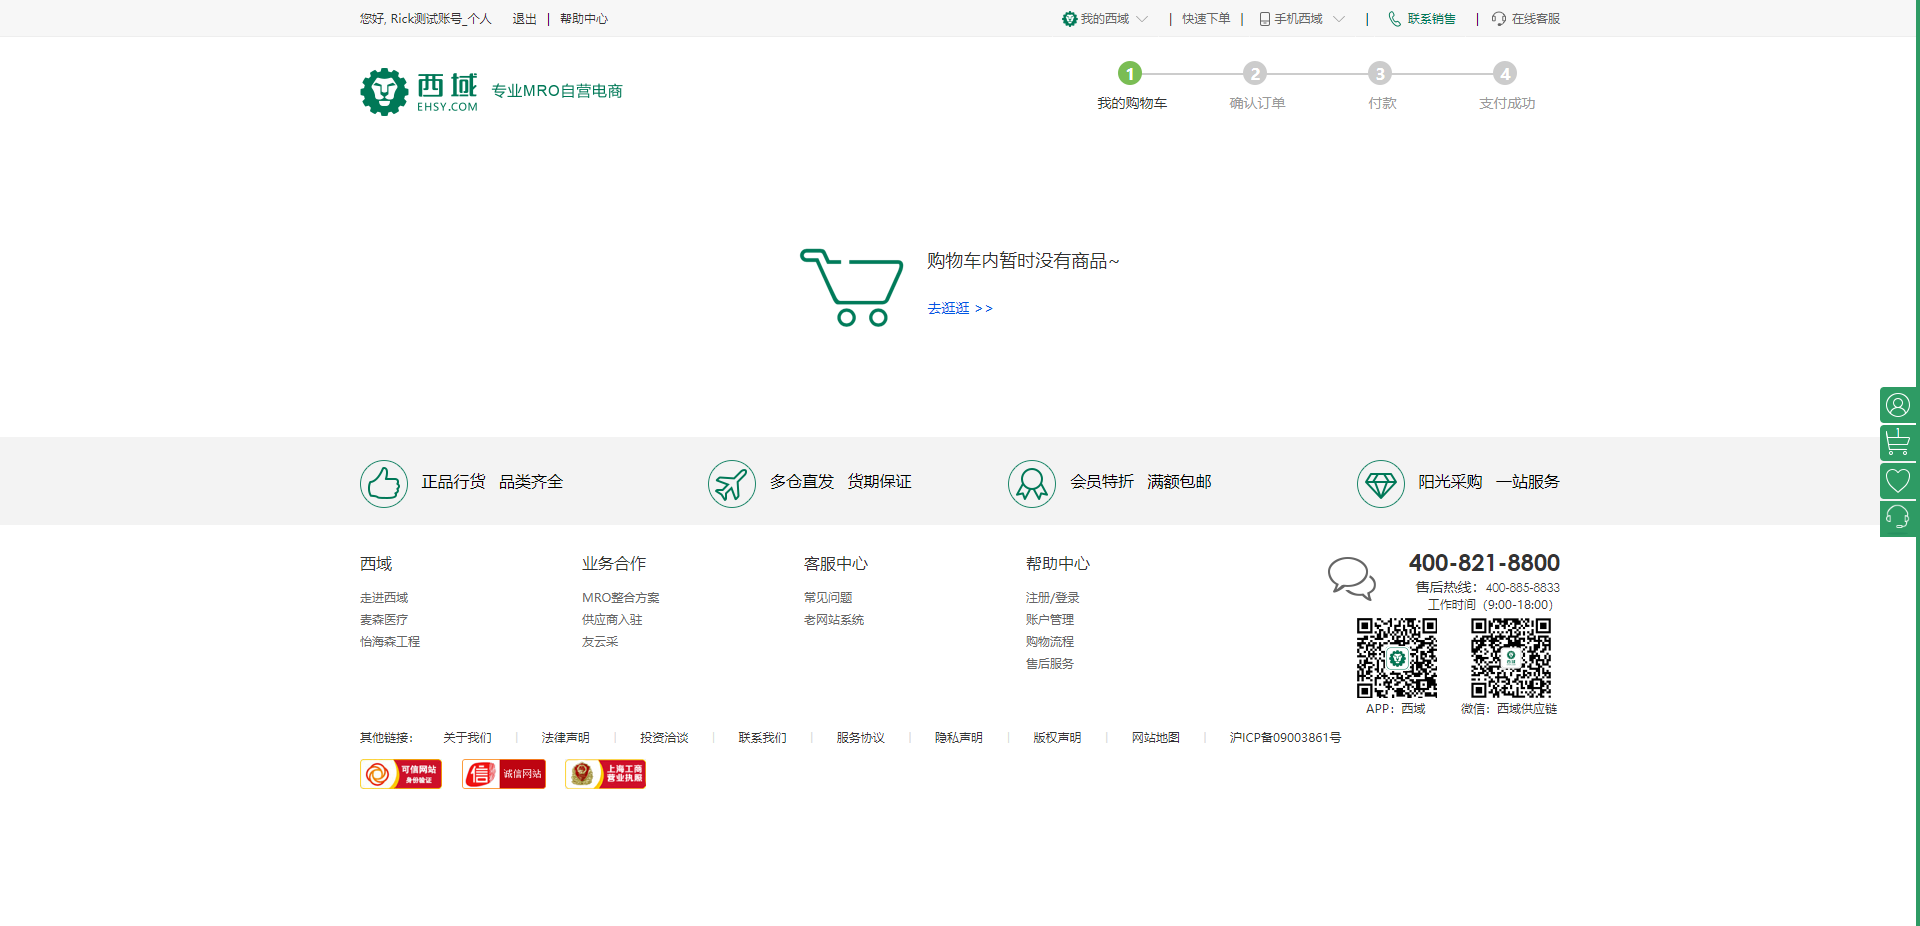 您好, Rick测试账号_个人 退出 | 帮助中心 我的西域 | 快速下单 | 手机西域 | 联系销售 | 在线客服
西域 EHSY.COM 专业MRO自营电商
1 2 3 4
我的购物车 确认订单 付款 支付成功
购物车内暂时没有商品~
去逛逛 >>
1
正品行货 品类齐全 多仓直发 货期保证 会员特折 满额包邮 阳光采购 一站服务
西域
走进西域
麦森医疗
怡海森工程
业务合作
MRO整合方案
供应商入驻
友云采
客服中心
常见问题
老网站系统
帮助中心
注册/登录
账户管理
购物流程
售后服务
400-821-8800
售后热线：400-885-8833
工作时间（9:00-18:00）
APP：西域 微信：西域供应链
其他链接： 关于我们 | 法律声明 | 投资洽谈 | 联系我们 | 服务协议 | 隐私声明 | 版权声明 | 网站地图 | 沪ICP备09003861号
可信网站 身份验证
信 诚信网站
上海工商 营业执照